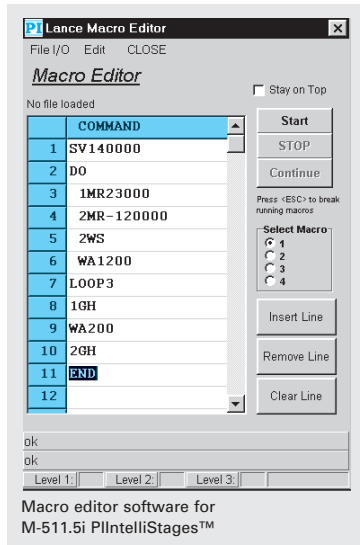 PI Lance Macro Editor
File I/O Edit CLOSE
Macro Editor
Stay on Top
No file loaded
COMMAND
1 SV140000
2 DO
3 1MR23000
4 2MR-120000
5 2WS
6 WA1200
7 LOOP3
8 1GH
9 WA200
10 2GH
11 END
12
Start
STOP
Continue
Press <ESC> to break
running macros
Select Macro
1
2
3
4
Insert Line
Remove Line
Clear Line
ok
ok
Level 1: Level 2: Level 3:
Macro editor software for
M-511.5i PIIntelliStages™